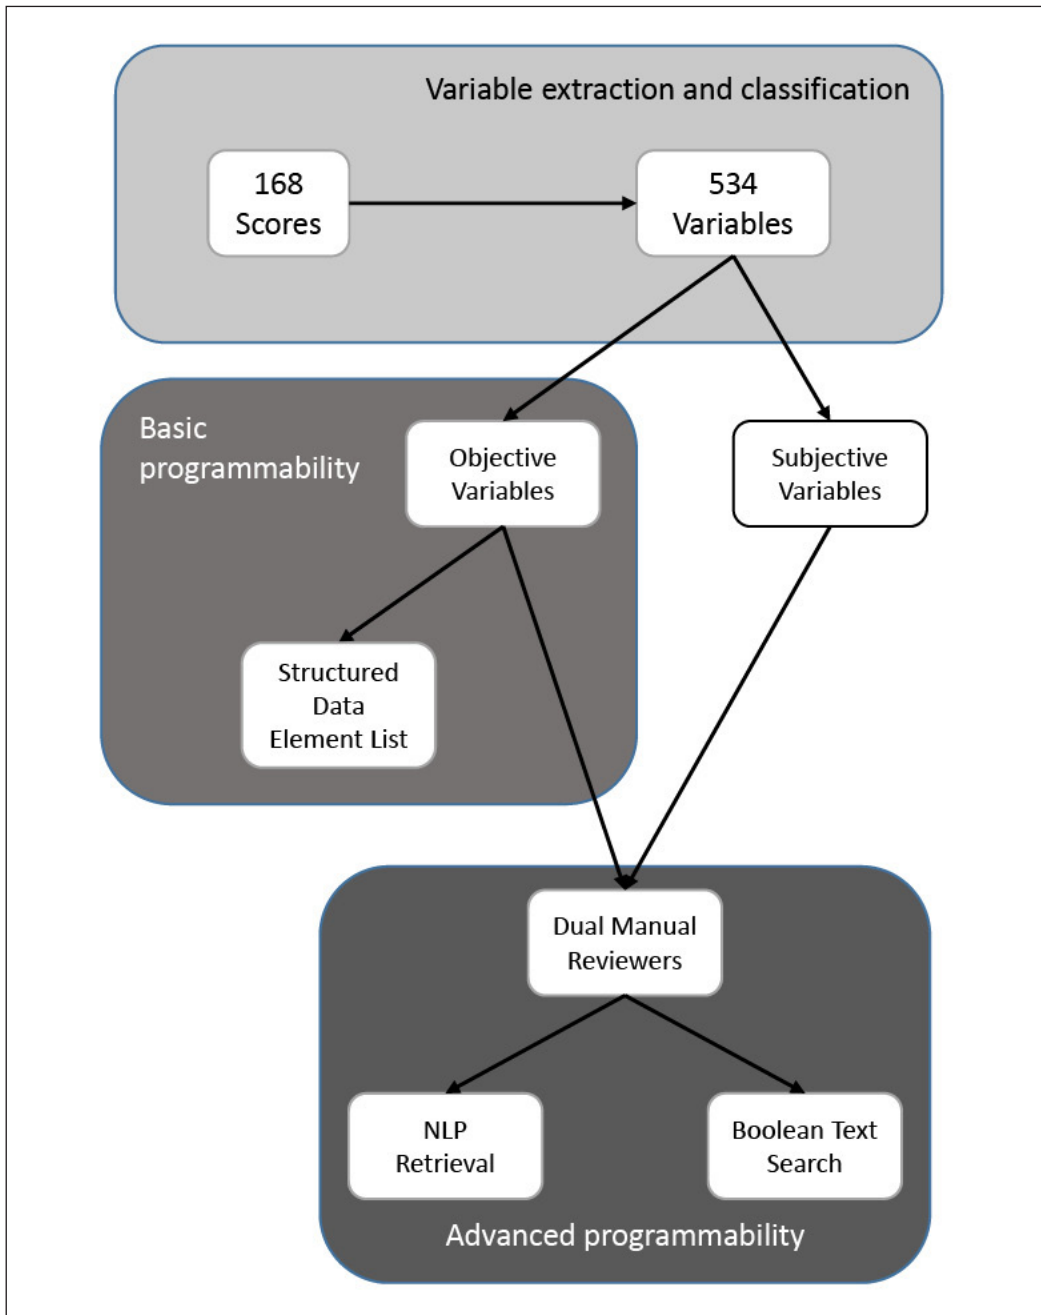 Variable extraction and classification
168
Scores
534
Variables
Basic
programmability
Objective
Variables
Subjective
Variables
Structured
Data
Element List
Dual Manual
Reviewers
NLP
Retrieval
Boolean Text
Search
Advanced programmability